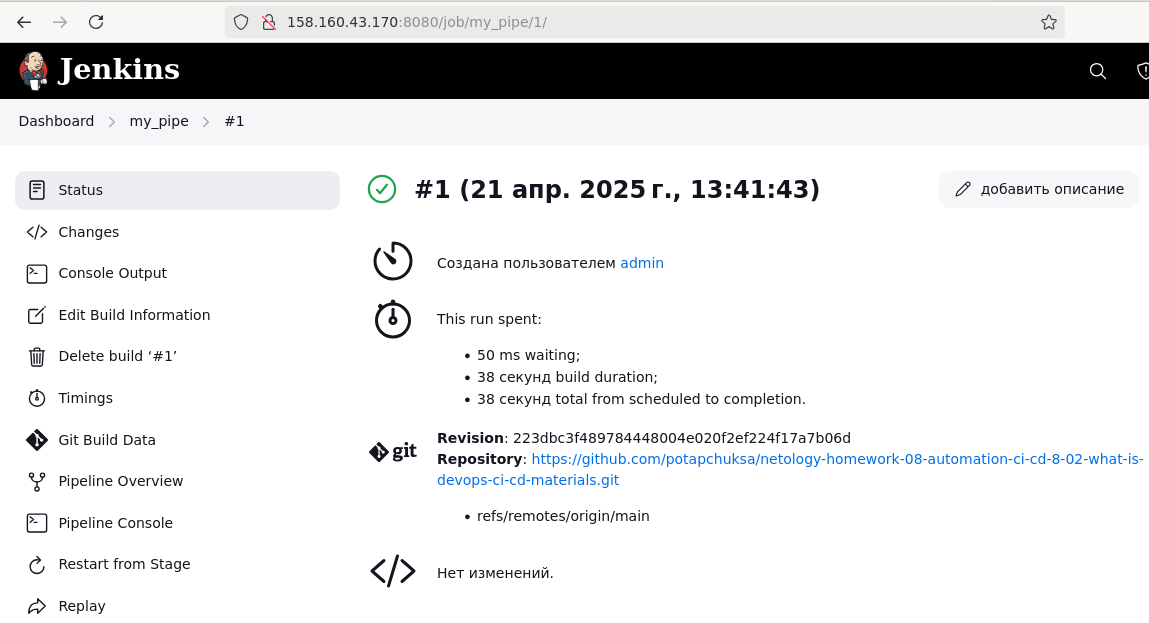 158.160.43.170:8080/job/my_pipe/1/
Jenkins
Dashboard > my_pipe > #1
Status
Changes
Console Output
Edit Build Information
Delete build ‘#1’
Timings
Git Build Data
Pipeline Overview
Pipeline Console
Restart from Stage
Replay
#1 (21 апр. 2025 г., 13:41:43)
добавить описание
Создана пользователем admin
This run spent:
• 50 ms waiting;
• 38 секунд build duration;
• 38 секунд total from scheduled to completion.
git
Revision: 223dbc3f489784448004e020f2ef224f17a7b06d
Repository: https://github.com/potapchuksa/netology-homework-08-automation-ci-cd-8-02-what-is-
devops-ci-cd-materials.git
• refs/remotes/origin/main
Нет изменений.